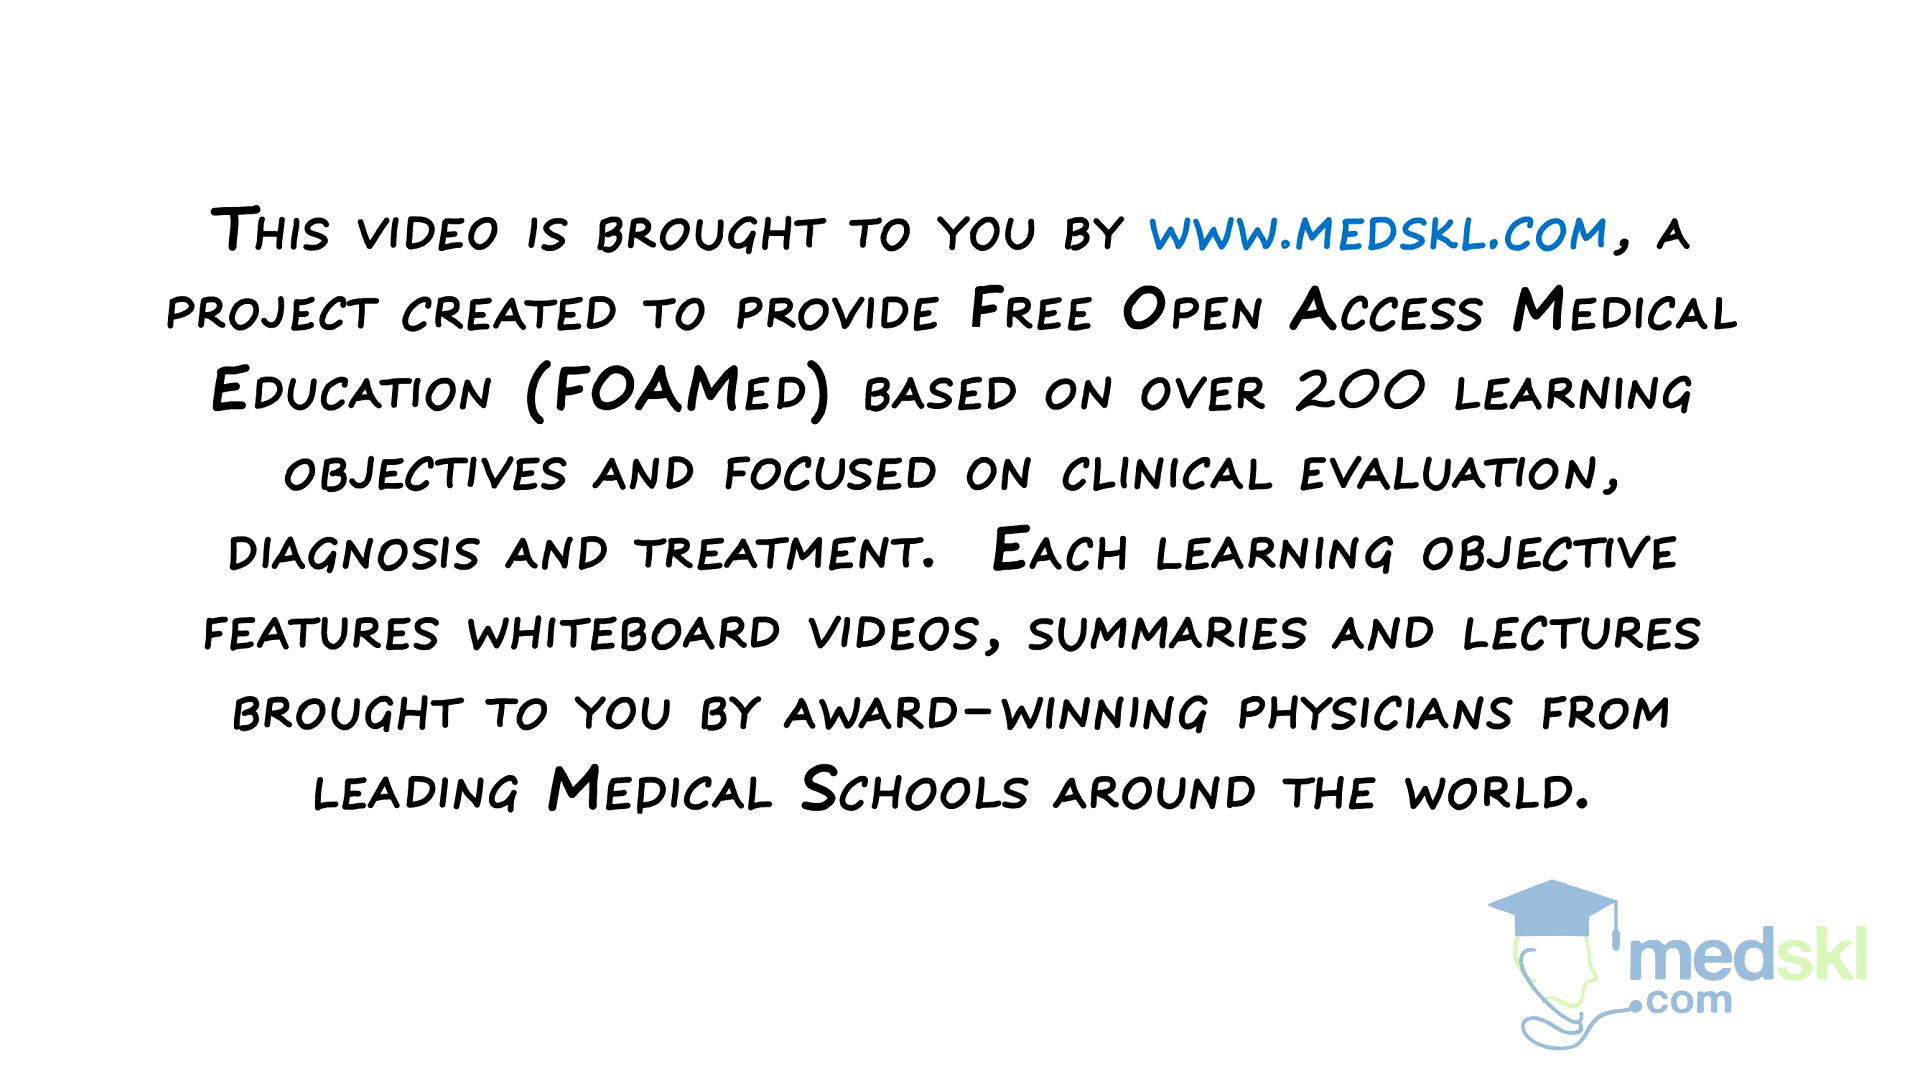 This video is brought to you by www.medskl.com, a
project created to provide Free Open Access Medical
Education (FOAMed) based on over 200 learning
objectives and focused on clinical evaluation,
diagnosis and treatment.  Each learning objective
features whiteboard videos, summaries and lectures
brought to you by award-winning physicians from
leading Medical Schools around the world.
medskl
.com